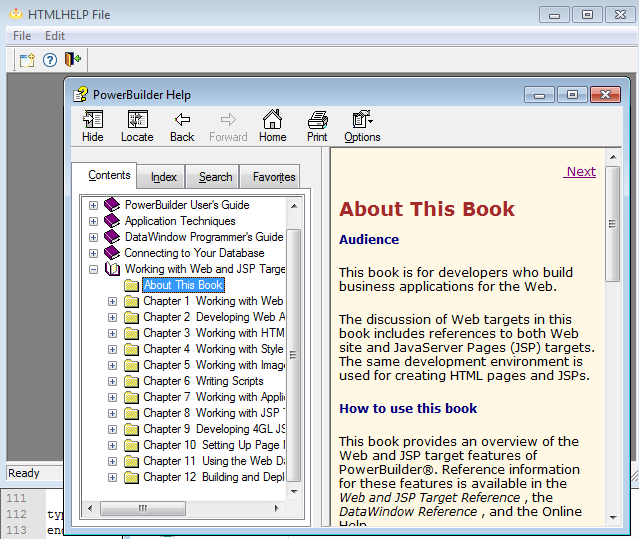 HTMLHELP File
File Edit
PowerBuilder Help
Hide Locate Back Forward Home Print Options
Contents Index Search Favorites
PowerBuilder User's Guide
Application Techniques
DataWindow Programmer's Guide
Connecting to Your Database
Working with Web and JSP Targe
About This Book
Chapter 1 Working with Web
Chapter 2 Developing Web A
Chapter 3 Working with HTM
Chapter 4 Working with Style
Chapter 5 Working with Imag
Chapter 6 Writing Scripts
Chapter 7 Working with Appli
Chapter 8 Working with JSP T
Chapter 9 Developing 4GL JS
Chapter 10 Setting Up Page M
Chapter 11 Using the Web Da
Chapter 12 Building and Depl
Next
About This Book
Audience
This book is for developers who build
business applications for the Web.
The discussion of Web targets in this
book includes references to both Web
site and JavaServer Pages (JSP) targets.
The same development environment is
used for creating HTML pages and JSPs.
How to use this book
This book provides an overview of the
Web and JSP target features of
PowerBuilder®. Reference information
for these features is available in the
Web and JSP Target Reference , the
DataWindow Reference , and the Online
Help.
Ready
111
112 typ
113 end